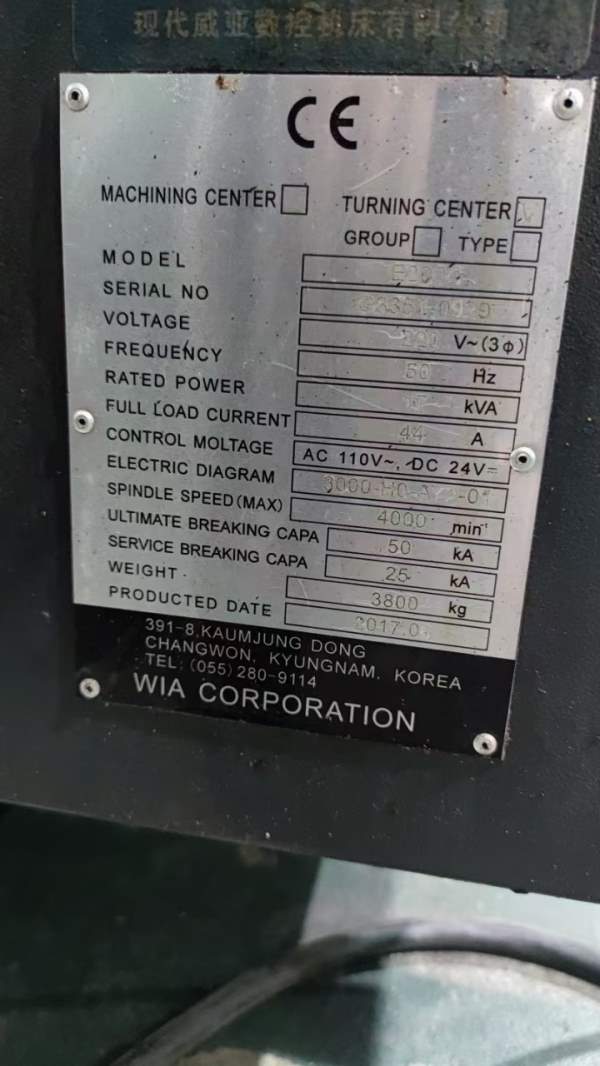 现代威亚数控机床有限公司
CE
MACHINING CENTER TURNING CENTER
GROUP TYPE
MODEL
SERIAL NO
VOLTAGE V~(3Φ)
FREQUENCY 50 Hz
RATED POWER kVA
FULL LOAD CURRENT 44 A
CONTROL MOLTAGE AC 110V~, DC 24V=
ELECTRIC DIAGRAM
SPINDLE SPEED(MAX) 4000 min⁻¹
ULTIMATE BREAKING CAPA 50 kA
SERVICE BREAKING CAPA 25 kA
WEIGHT 3800 kg
PRODUCTED DATE
391-8,KAUMJUNG DONG
CHANGWON, KYUNGNAM, KOREA
TEL: (055) 280-9114
WIA CORPORATION